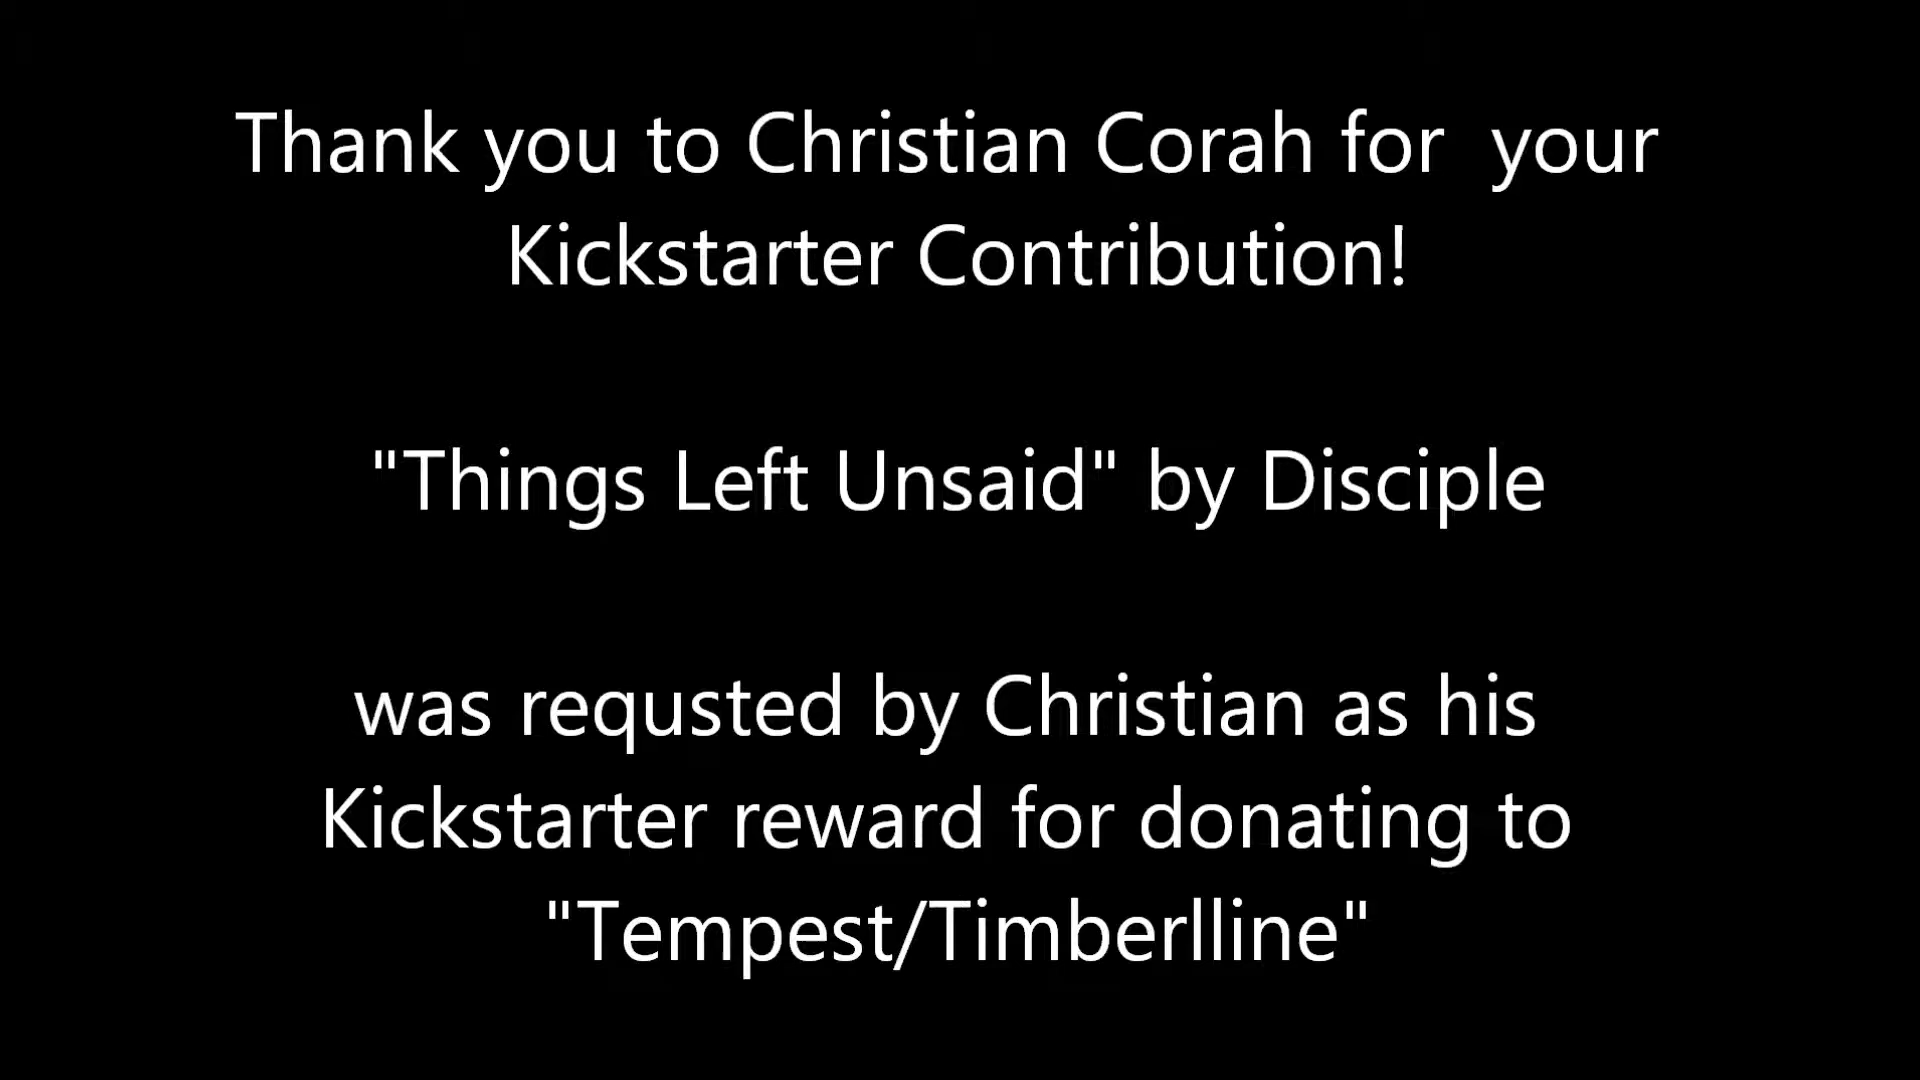 Thank you to Christian Corah for  your
Kickstarter Contribution!
"Things Left Unsaid" by Disciple
was requsted by Christian as his
Kickstarter reward for donating to
"Tempest/Timberlline"